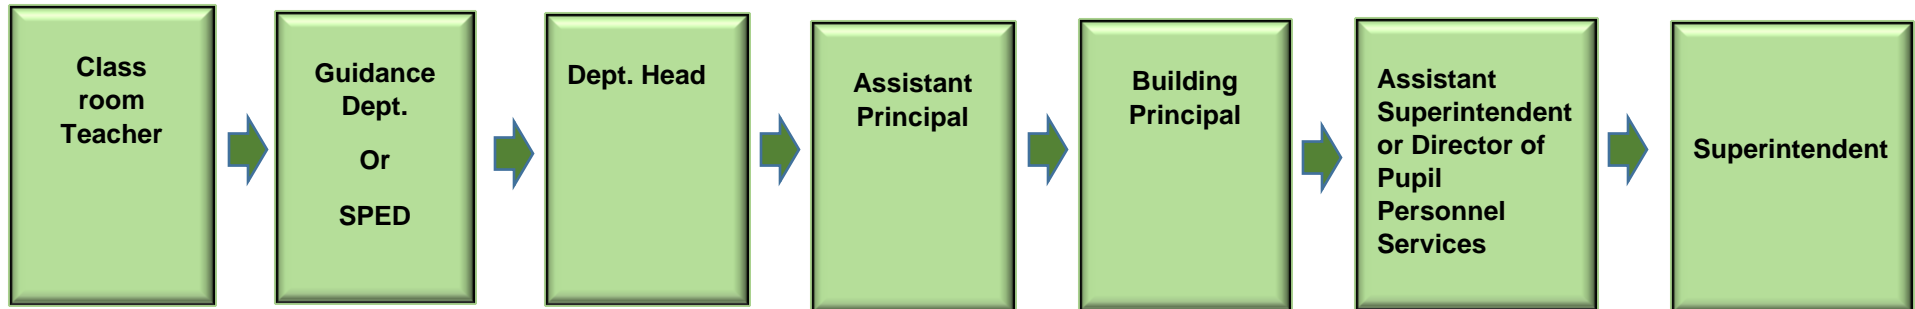 Class
room
Teacher
Guidance
Dept.
Or
SPED
Dept. Head
Assistant
Principal
Building
Principal
Assistant
Superintendent
or Director of
Pupil
Personnel
Services
Superintendent